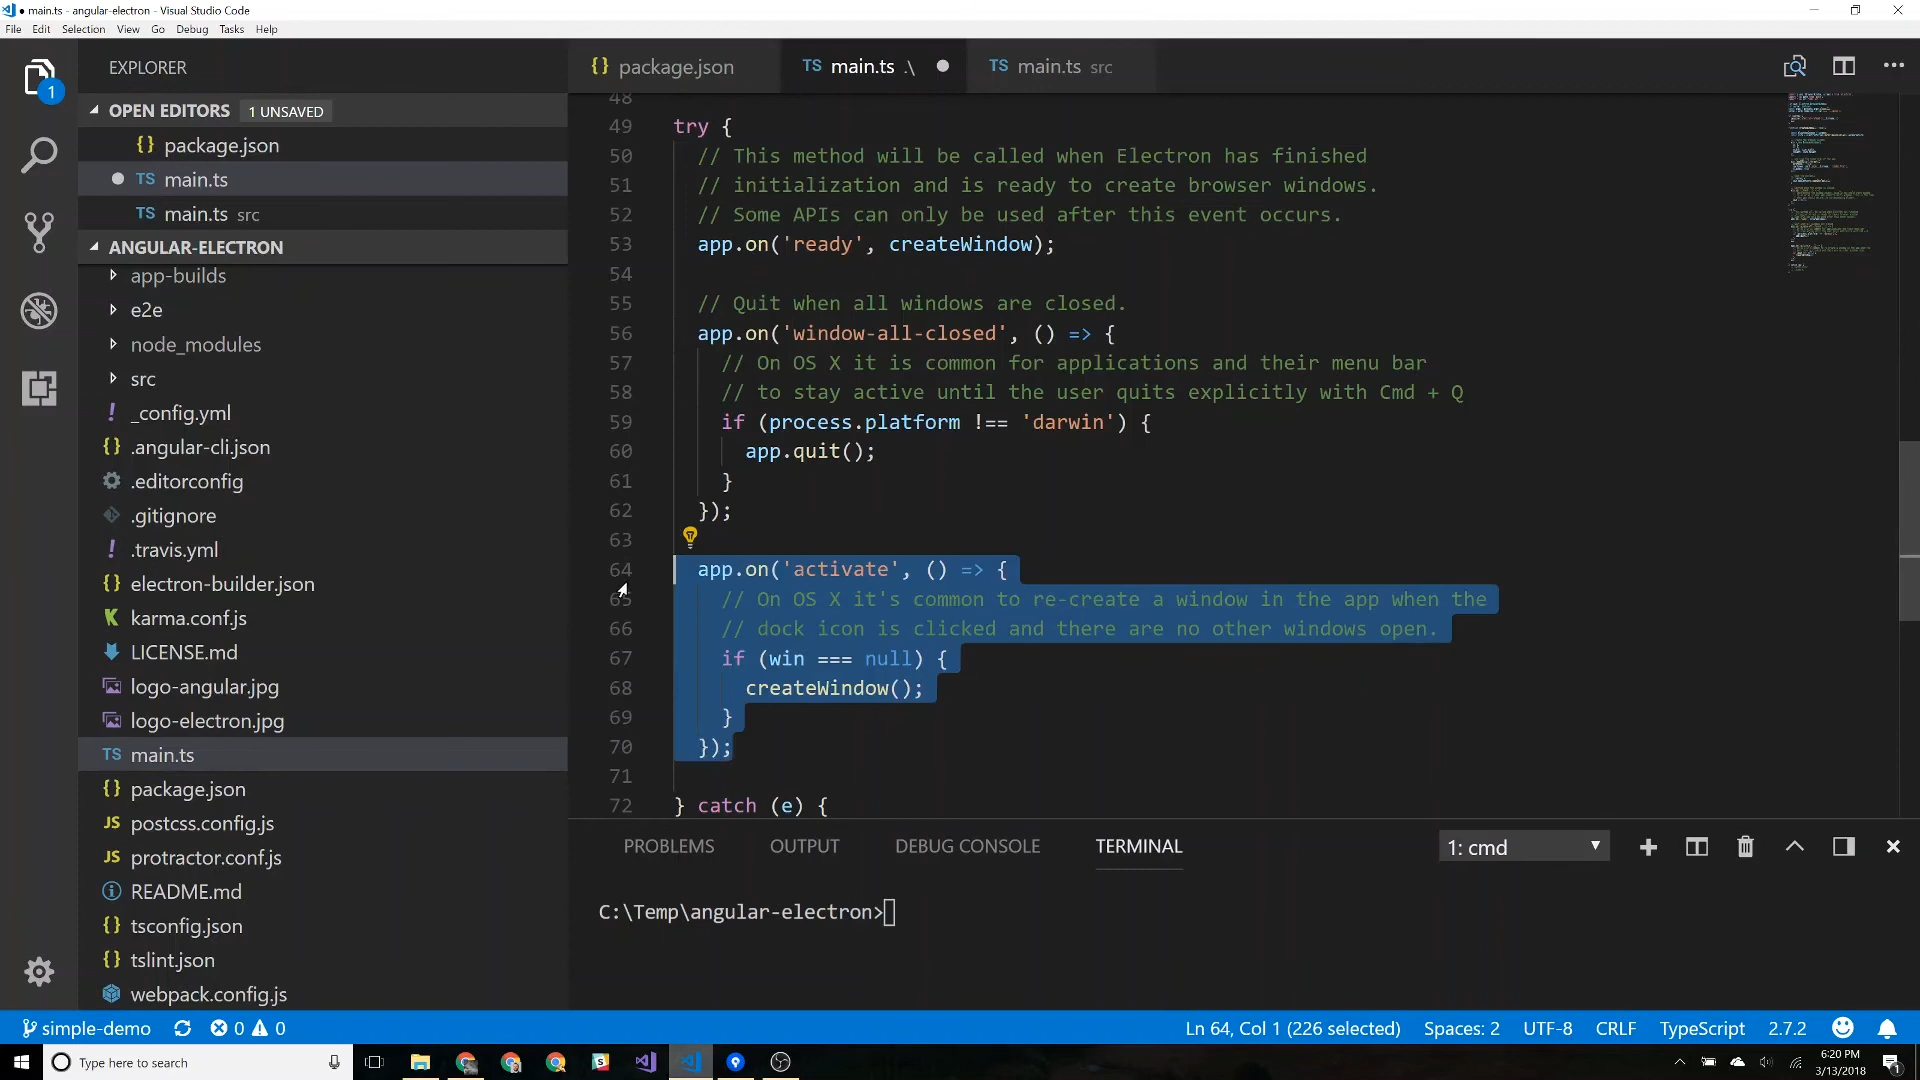 main.ts - angular-electron - Visual Studio Code
File Edit Selection View Go Debug Tasks Help
EXPLORER
OPEN EDITORS 1 UNSAVED
{} package.json
TS main.ts
TS main.ts src
ANGULAR-ELECTRON
app-builds
e2e
node_modules
src
! _config.yml
{} .angular-cli.json
.editorconfig
.gitignore
.travis.yml
{} electron-builder.json
K karma.conf.js
LICENSE.md
logo-angular.jpg
logo-electron.jpg
TS main.ts
{} package.json
JS postcss.config.js
JS protractor.conf.js
README.md
{} tsconfig.json
{} tslint.json
webpack.config.js
1
{} package.json TS main.ts .\ TS main.ts src
48
49 try {
50 // This method will be called when Electron has finished
51 // initialization and is ready to create browser windows.
52 // Some APIs can only be used after this event occurs.
53 app.on('ready', createWindow);
54
55 // Quit when all windows are closed.
56 app.on('window-all-closed', () => {
57 // On OS X it is common for applications and their menu bar
58 // to stay active until the user quits explicitly with Cmd + Q
59 if (process.platform !== 'darwin') {
60 app.quit();
61 }
62 });
63
64 app.on('activate', () => {
65 // On OS X it's common to re-create a window in the app when the
66 // dock icon is clicked and there are no other windows open.
67 if (win === null) {
68 createWindow();
69 }
70 });
71
72 } catch (e) {
PROBLEMS OUTPUT DEBUG CONSOLE TERMINAL 1: cmd
C:\Temp\angular-electron>
simple-demo 0 0 Ln 64, Col 1 (226 selected) Spaces: 2 UTF-8 CRLF TypeScript 2.7.2
Type here to search
6:20 PM
3/13/2018
1